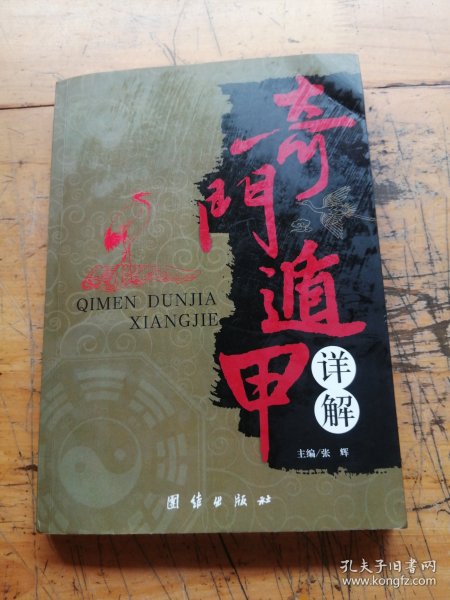 奇門遁甲
详解
QIMEN DUNJIA
XIANGJIE
主编/张 辉
团结出版社
孔夫子旧书网
www.kongfz.com